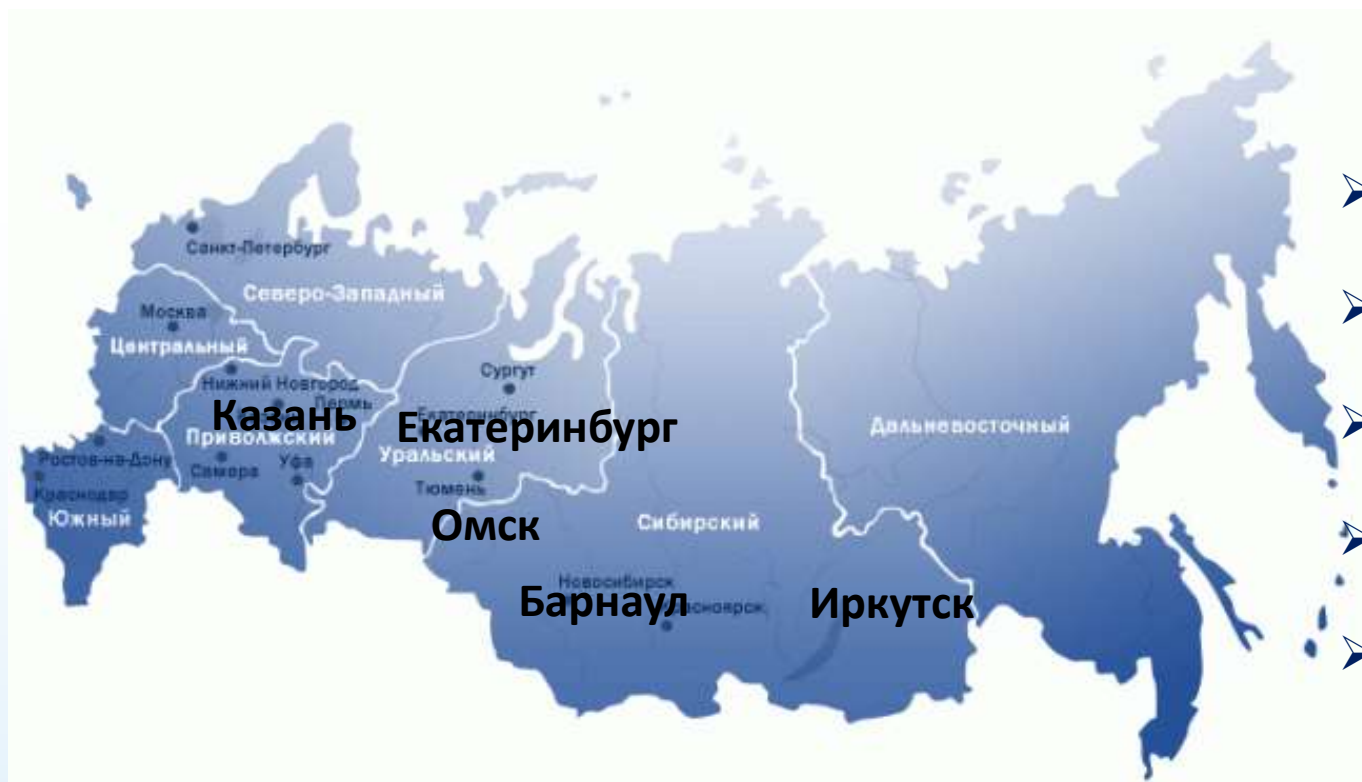 Санкт-Петербург
Северо-Западный
Москва
Центральный
Нижний Новгород
Пермь
Казань
Приволжский
Сургут
Екатеринбург
Екатеринбург
Уральский
Дальневосточный
Ростов-на-Дону
Самара
Уфа
Тюмень
Краснодар
Южный
Омск
Сибирский
Новосибирск
Барнаул
Красноярск
Иркутск